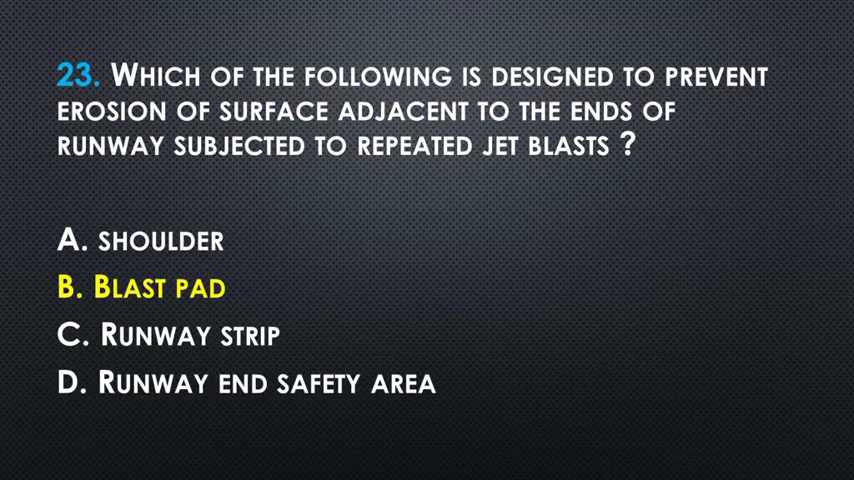 23. Which of the following is designed to prevent
erosion of surface adjacent to the ends of
runway subjected to repeated jet blasts ?
A. shoulder
B. Blast pad
C. Runway strip
D. Runway end safety area